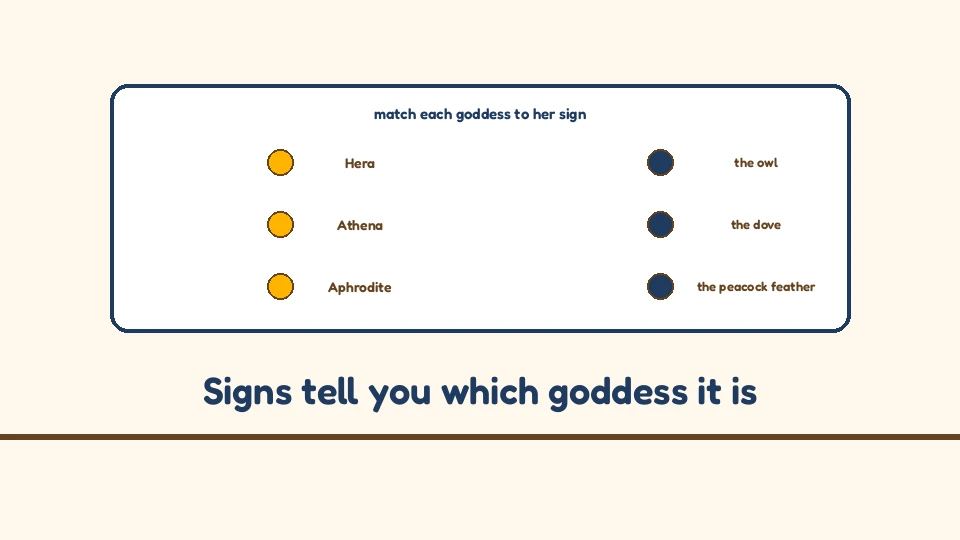 match each goddess to her sign
Hera
the owl
Athena
the dove
Aphrodite
the peacock feather
Signs tell you which goddess it is